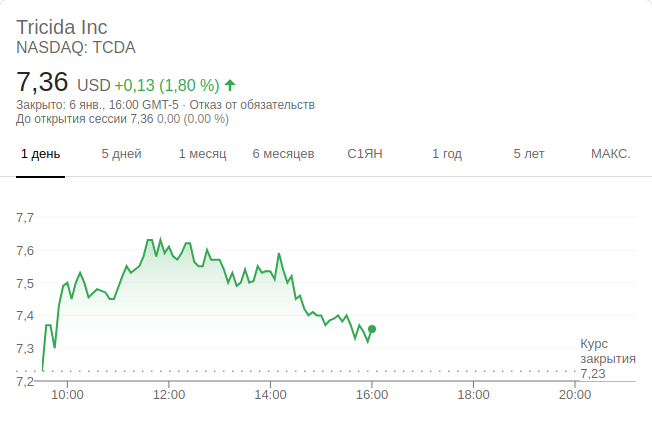 Tricida Inc
NASDAQ: TCDA
7,36 USD +0,13 (1,80 %)
Закрыто: 6 янв., 16:00 GMT-5 · Отказ от обязательств
До открытия сессии 7,36 0,00 (0,00 %)
1 день 5 дней 1 месяц 6 месяцев С1ЯН 1 год 5 лет МАКС.
7,7
7,6
7,5
7,4
7,3
7,2
Курс
закрытия
7,23
10:00 12:00 14:00 16:00 18:00 20:00